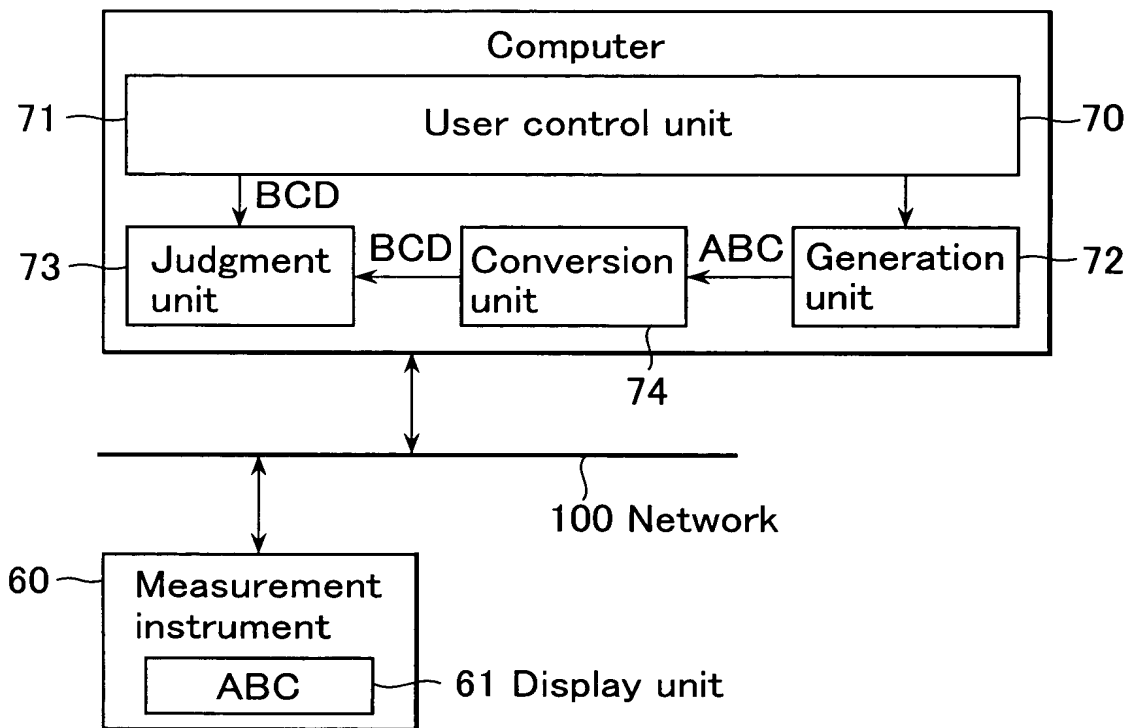 Computer
71
User control unit
70
BCD
73
Judgment
unit
BCD
Conversion
unit
ABC
Generation
unit
72
74
100 Network
60
Measurement
instrument
ABC
61 Display unit